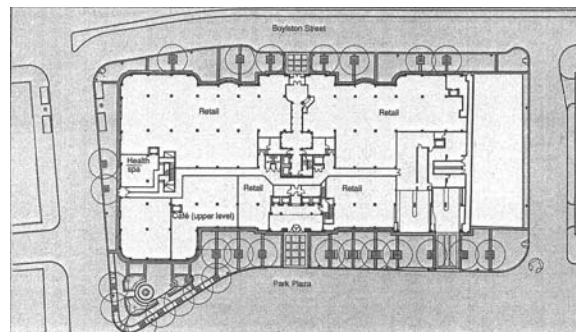 Boylston Street
Retail
Retail
Health
spa
Retail
Retail
Café (upper level)
Park Plaza